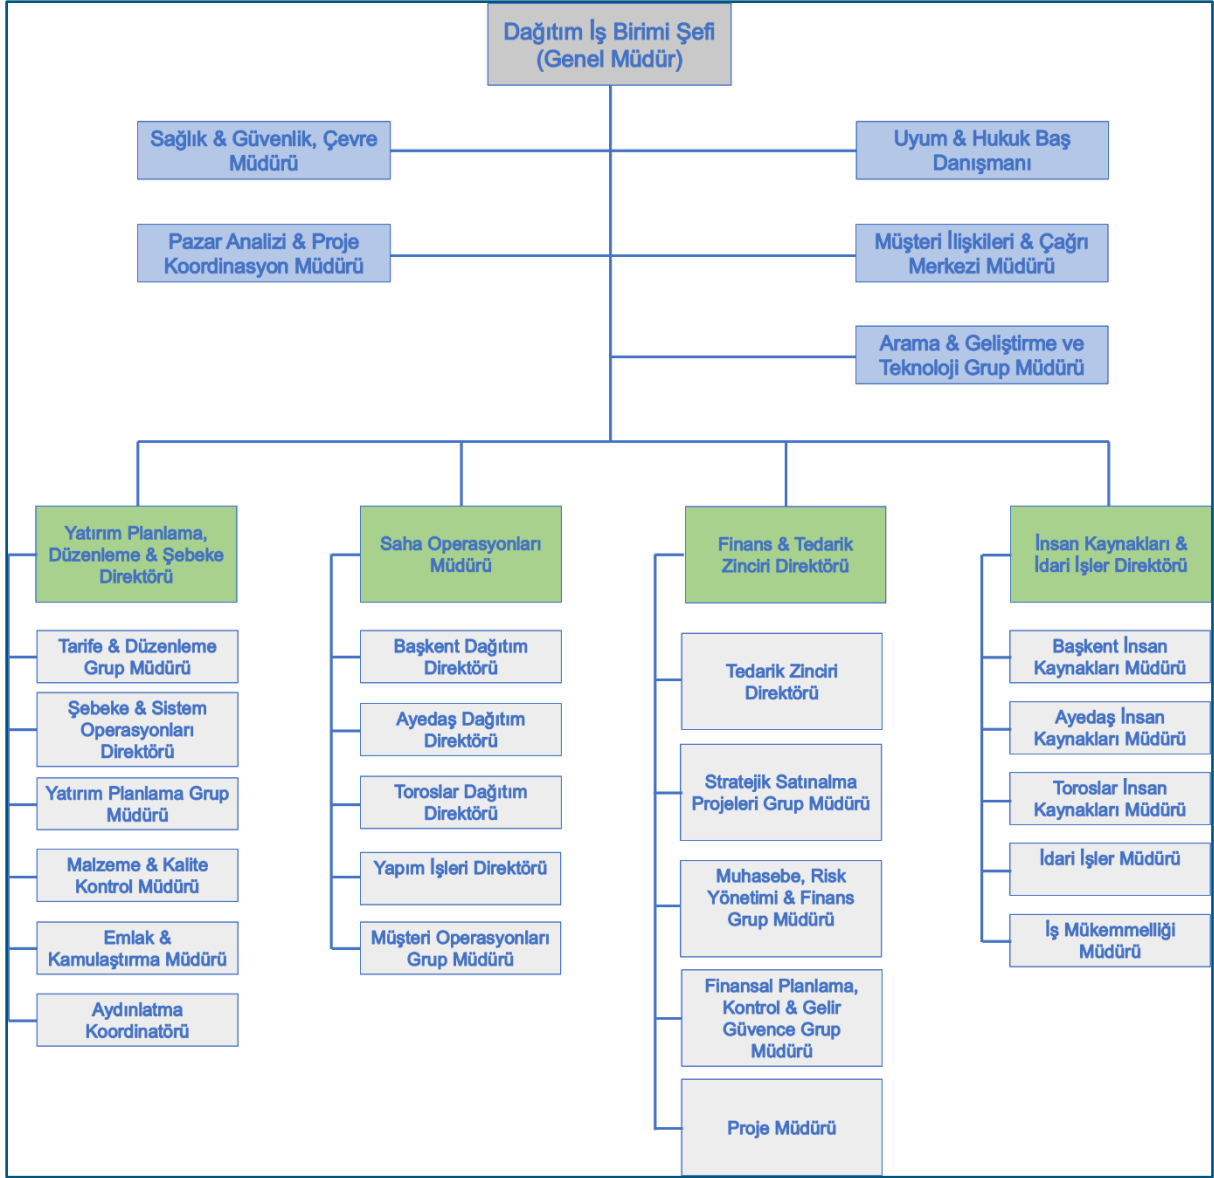 Dağıtım İş Birimi Şefi
(Genel Müdür)
Sağlık & Güvenlik, Çevre
Müdürü
Uyum & Hukuk Baş
Danışmanı
Pazar Analizi & Proje
Koordinasyon Müdürü
Müşteri İlişkileri & Çağrı
Merkezi Müdürü
Arama & Geliştirme ve
Teknoloji Grup Müdürü
Yatırım Planlama,
Düzenleme & Şebeke
Direktörü
Tarife & Düzenleme
Grup Müdürü
Şebeke & Sistem
Operasyonları
Direktörü
Yatırım Planlama Grup
Müdürü
Malzeme & Kalite
Kontrol Müdürü
Emlak &
Kamulaştırma Müdürü
Aydınlatma
Koordinatörü
Saha Operasyonları
Müdürü
Başkent Dağıtım
Direktörü
Ayedaş Dağıtım
Direktörü
Toroslar Dağıtım
Direktörü
Yapım İşleri Direktörü
Müşteri Operasyonları
Grup Müdürü
Finans & Tedarik
Zinciri Direktörü
Tedarik Zinciri
Direktörü
Stratejik Satınalma
Projeleri Grup Müdürü
Muhasebe, Risk
Yönetimi & Finans
Grup Müdürü
Finansal Planlama,
Kontrol & Gelir
Güvence Grup
Müdürü
Proje Müdürü
İnsan Kaynakları &
İdari İşler Direktörü
Başkent İnsan
Kaynakları Müdürü
Ayedaş İnsan
Kaynakları Müdürü
Toroslar İnsan
Kaynakları Müdürü
İdari İşler Müdürü
İş Mükemmelliği
Müdürü